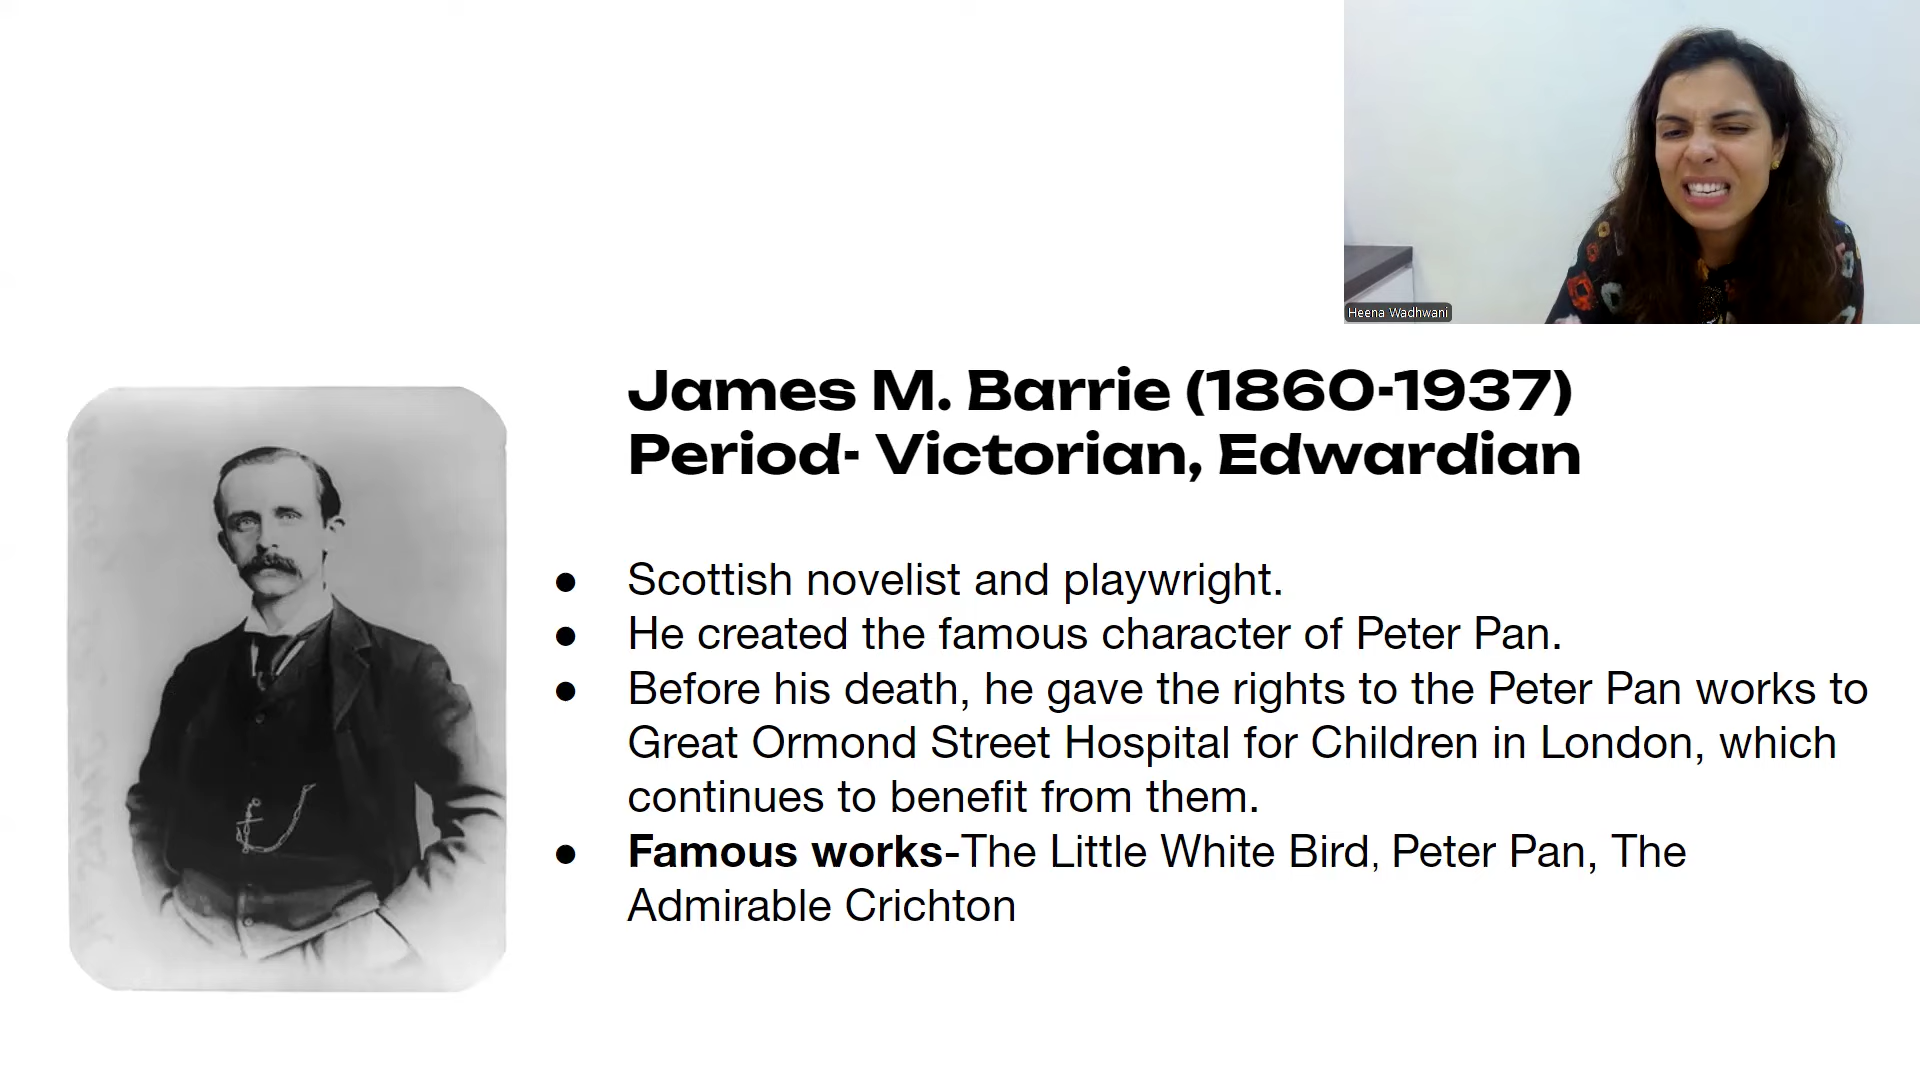 Heena Wadhwani
James M. Barrie (1860-1937)
Period- Victorian, Edwardian
● Scottish novelist and playwright.
● He created the famous character of Peter Pan.
● Before his death, he gave the rights to the Peter Pan works to
Great Ormond Street Hospital for Children in London, which
continues to benefit from them.
● Famous works-The Little White Bird, Peter Pan, The
Admirable Crichton